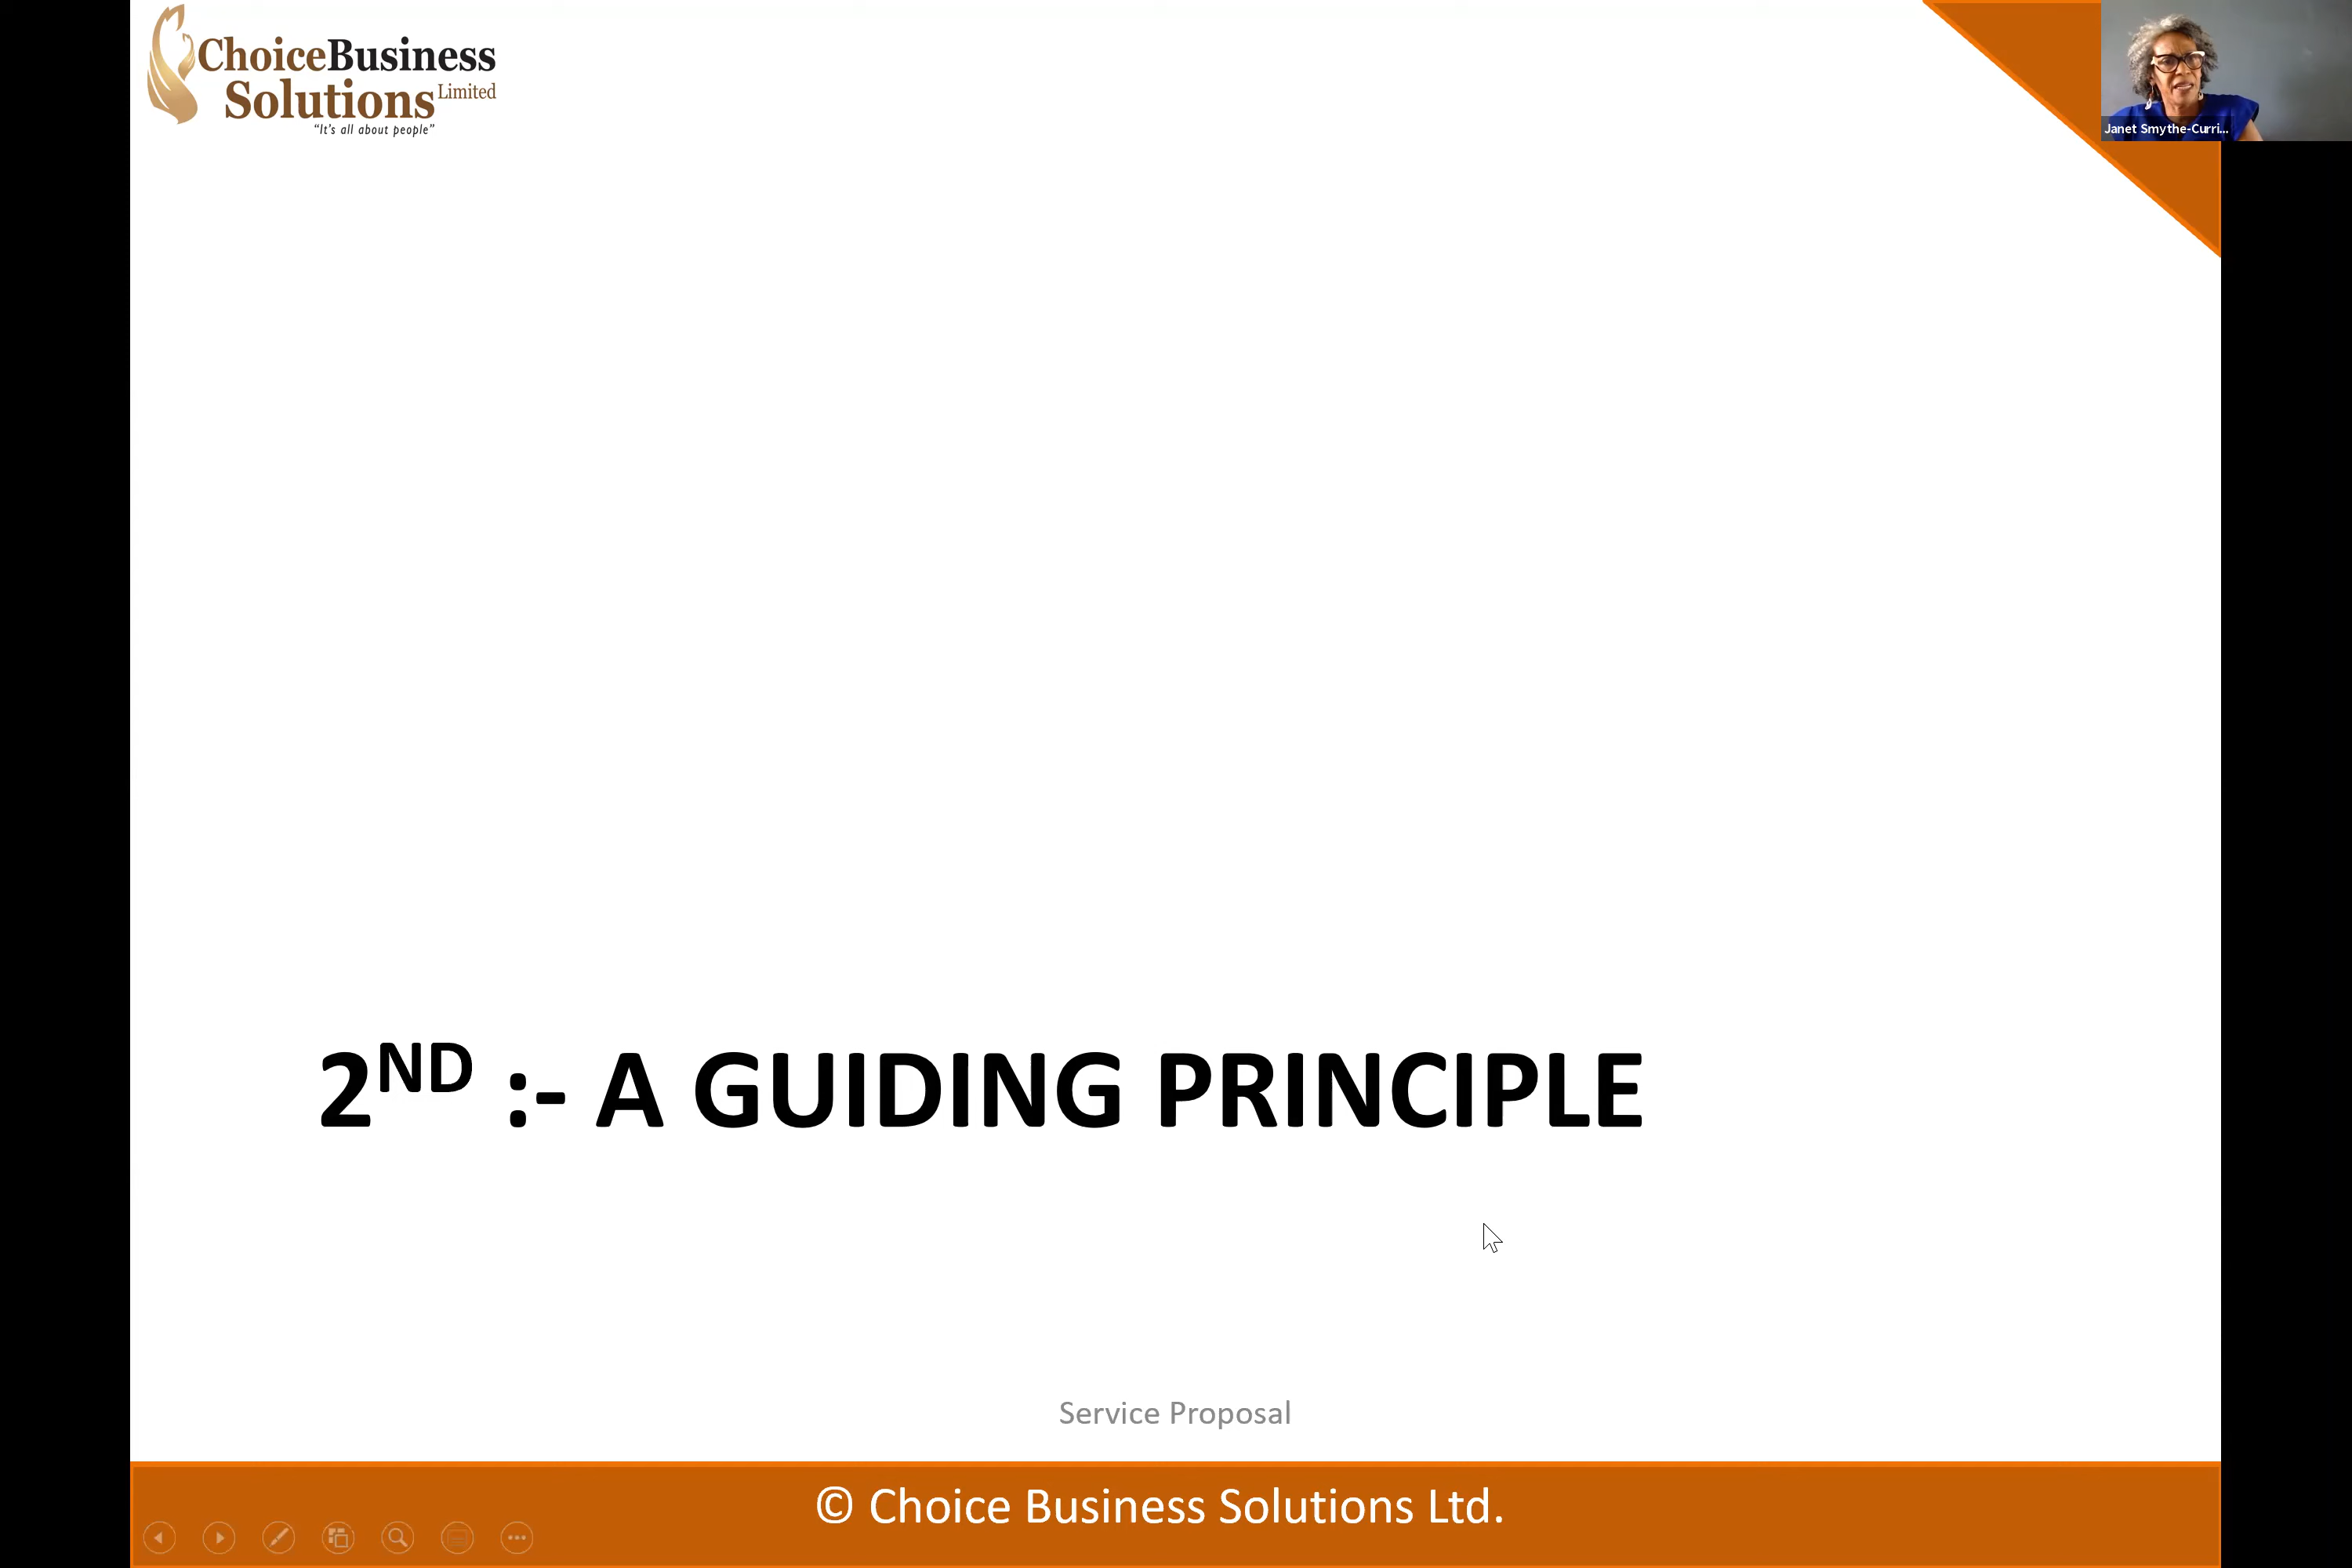 ChoiceBusiness
Solutions Limited
“It's all about people”
Janet Smythe-Curri...
2ND :- A GUIDING PRINCIPLE
Service Proposal
© Choice Business Solutions Ltd.